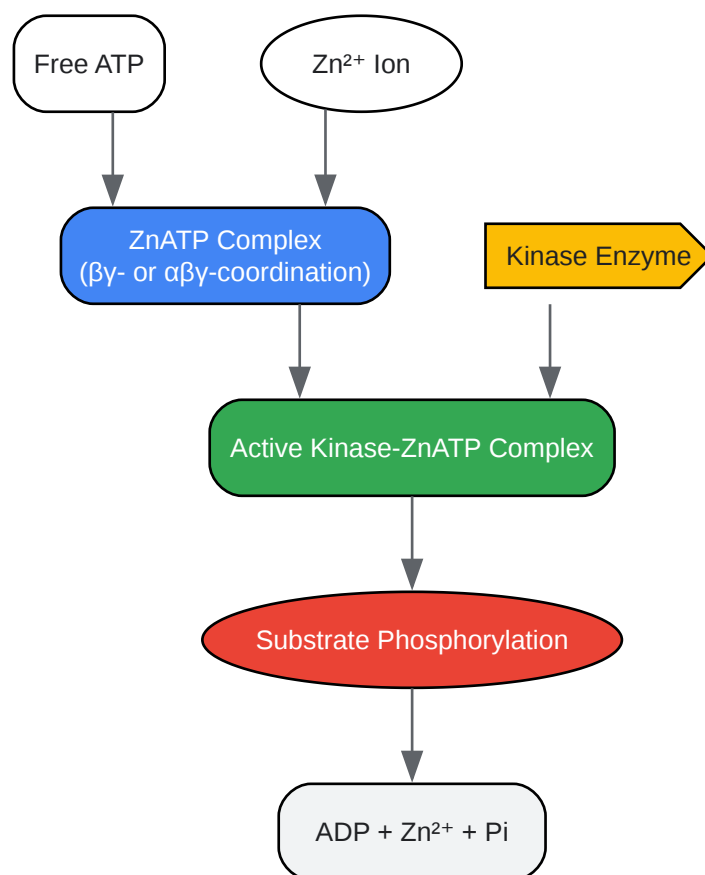 Free ATP
Zn²⁺ Ion
ZnATP Complex
(βγ- or αβγ-coordination)
Kinase Enzyme
Active Kinase-ZnATP Complex
Substrate Phosphorylation
ADP + Zn²⁺ + Pi